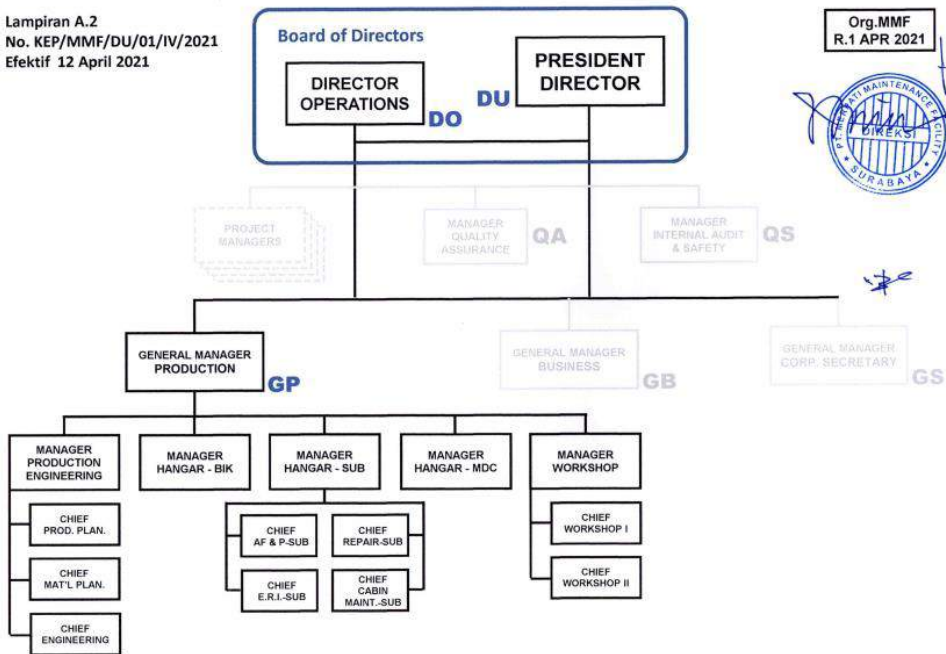 Lampiran A.2
No. KEP/MMF/DU/01/IV/2021
Efektif 12 April 2021
Org.MMF
R.1 APR 2021
Board of Directors
DIRECTOR
OPERATIONS
DO
PRESIDENT
DIRECTOR
DU
PT. MERPATI MAINTENANCE FACILITY
DIREKSI
★ SURABAYA ★
PROJECT
MANAGERS
MANAGER
QUALITY
ASSURANCE
QA
MANAGER
INTERNAL AUDIT
& SAFETY
QS
GENERAL MANAGER
PRODUCTION
GP
GENERAL MANAGER
BUSINESS
GB
GENERAL MANAGER
CORP. SECRETARY
GS
MANAGER
PRODUCTION
ENGINEERING
MANAGER
HANGAR - BIK
MANAGER
HANGAR - SUB
MANAGER
HANGAR - MDC
MANAGER
WORKSHOP
CHIEF
PROD. PLAN.
CHIEF
MAT'L PLAN.
CHIEF
ENGINEERING
CHIEF
AF & P-SUB
CHIEF
REPAIR-SUB
CHIEF
E.R.I.-SUB
CHIEF
CABIN
MAINT.-SUB
CHIEF
WORKSHOP I
CHIEF
WORKSHOP II